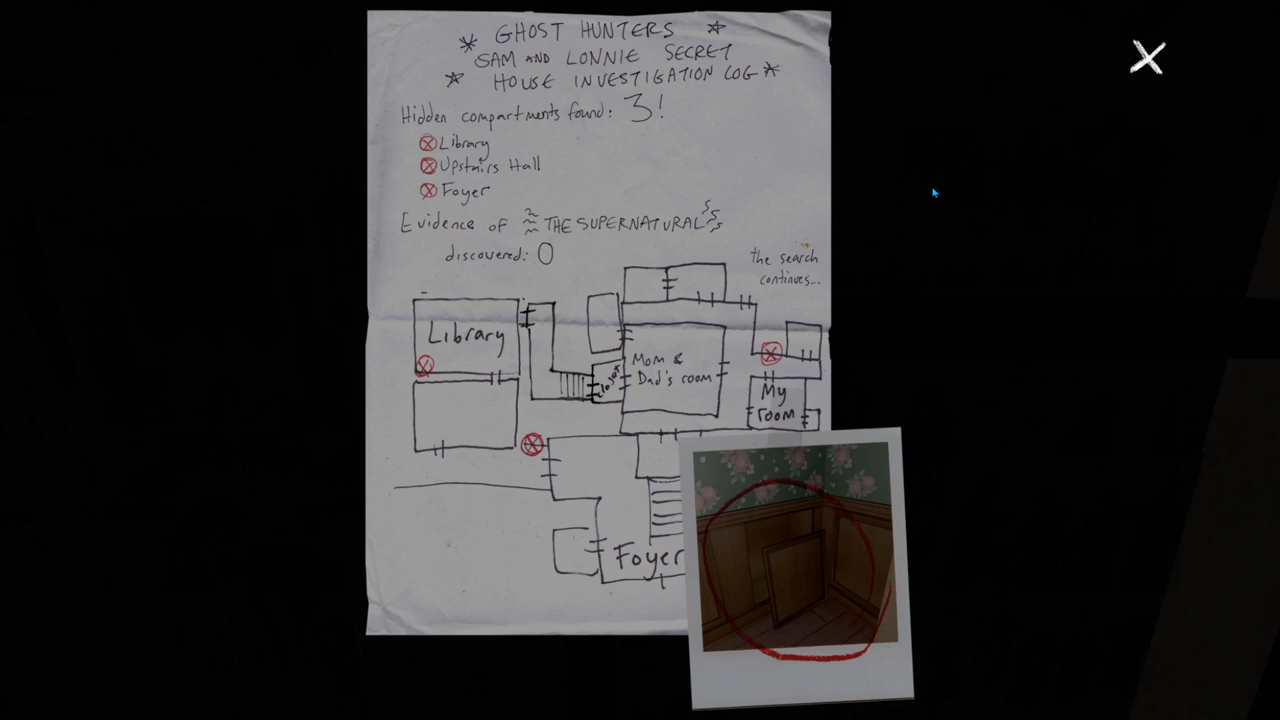 GHOST HUNTERS
SAM AND LONNIE SECRET
HOUSE INVESTIGATION LOG
Hidden compartments found: 3!
Library
Upstairs Hall
Foyer
Evidence of THE SUPERNATURAL
discovered: 0
the search
continues...
Library
closet
Mom &
Dad's room
My
room
Foyer